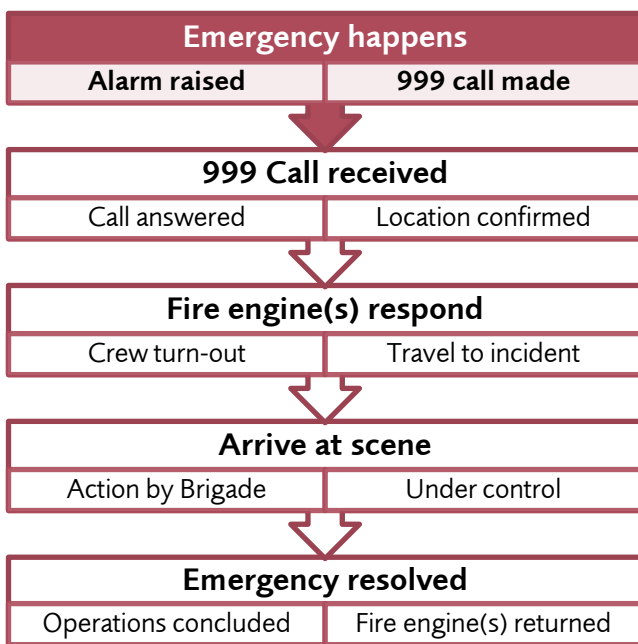 Emergency happens
Alarm raised 999 call made
999 Call received
Call answered Location confirmed
Fire engine(s) respond
Crew turn-out Travel to incident
Arrive at scene
Action by Brigade Under control
Emergency resolved
Operations concluded Fire engine(s) returned